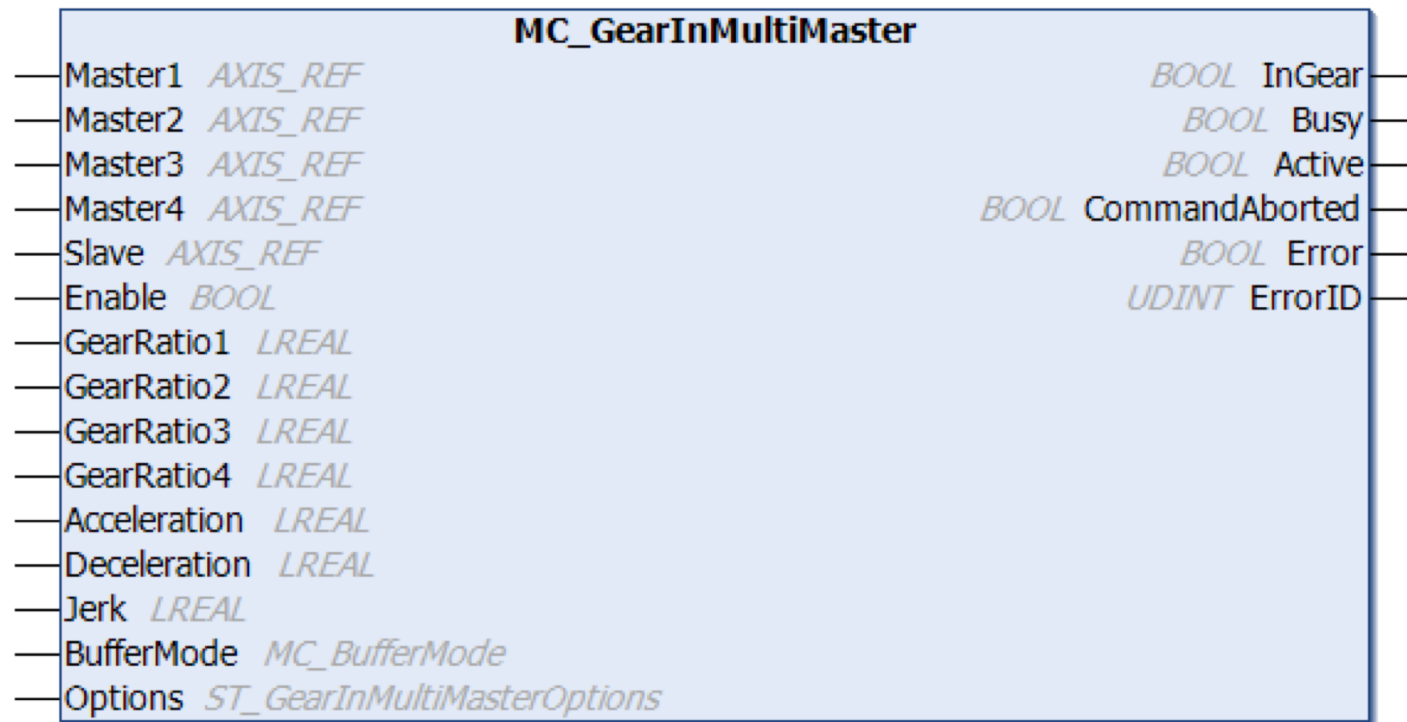 MC_GearInMultiMaster
Master1 AXIS_REF BOOL InGear
Master2 AXIS_REF BOOL Busy
Master3 AXIS_REF BOOL Active
Master4 AXIS_REF BOOL CommandAborted
Slave AXIS_REF BOOL Error
Enable BOOL UDINT ErrorID
GearRatio1 LREAL
GearRatio2 LREAL
GearRatio3 LREAL
GearRatio4 LREAL
Acceleration LREAL
Deceleration LREAL
Jerk LREAL
BufferMode MC_BufferMode
Options ST_GearInMultiMasterOptions